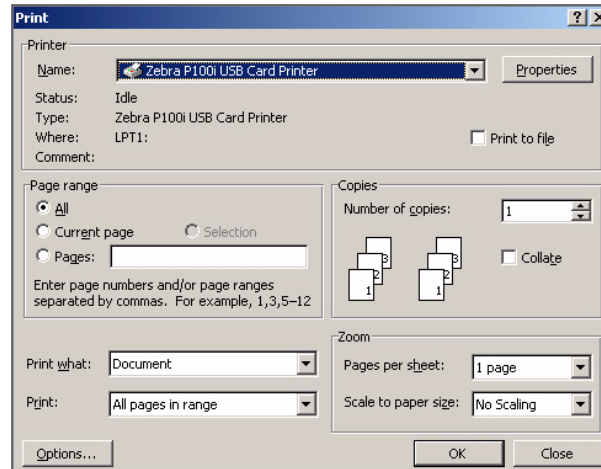 Print
Printer
Name: Zebra P100i USB Card Printer Properties
Status: Idle
Type: Zebra P100i USB Card Printer
Where: LPT1: Print to file
Comment:
Page range
All
Current page Selection
Pages:
Enter page numbers and/or page ranges
separated by commas. For example, 1,3,5–12
Copies
Number of copies: 1
3 3
2 2
1 1
Collate
Print what: Document
Print: All pages in range
Zoom
Pages per sheet: 1 page
Scale to paper size: No Scaling
Options... OK Close